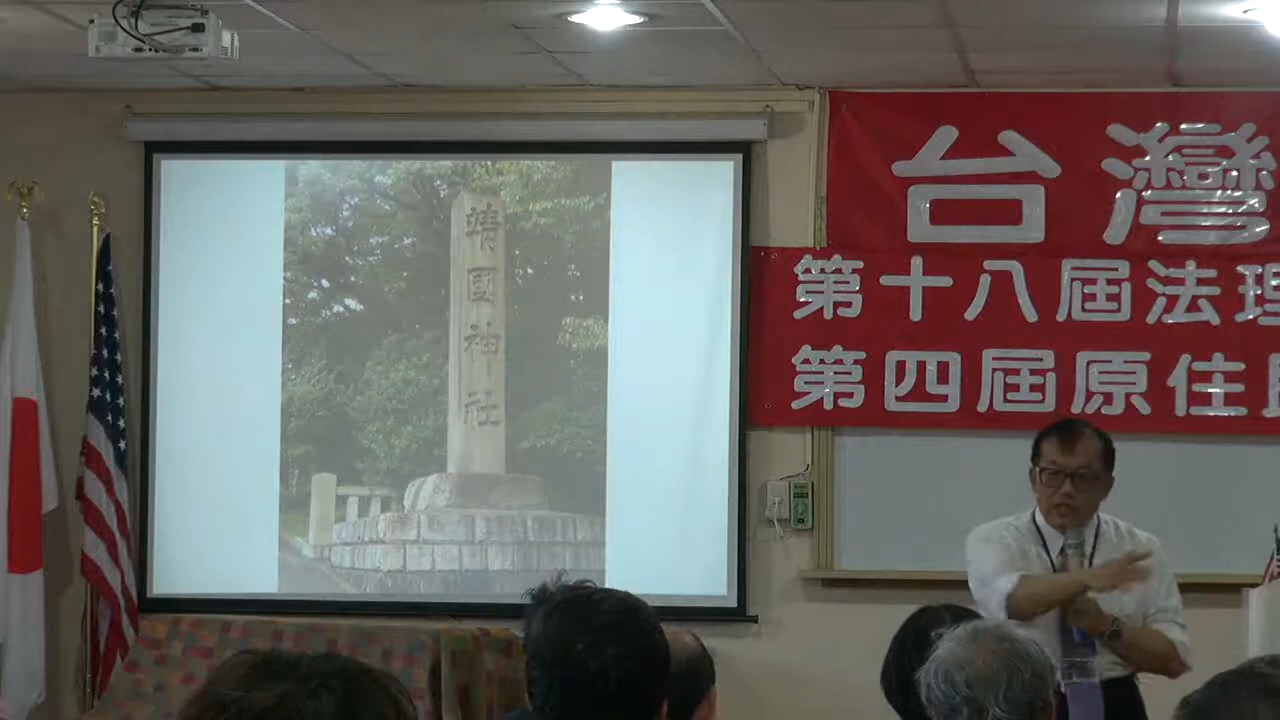 靖國神社
台灣
第十八屆法理
第四屆原住